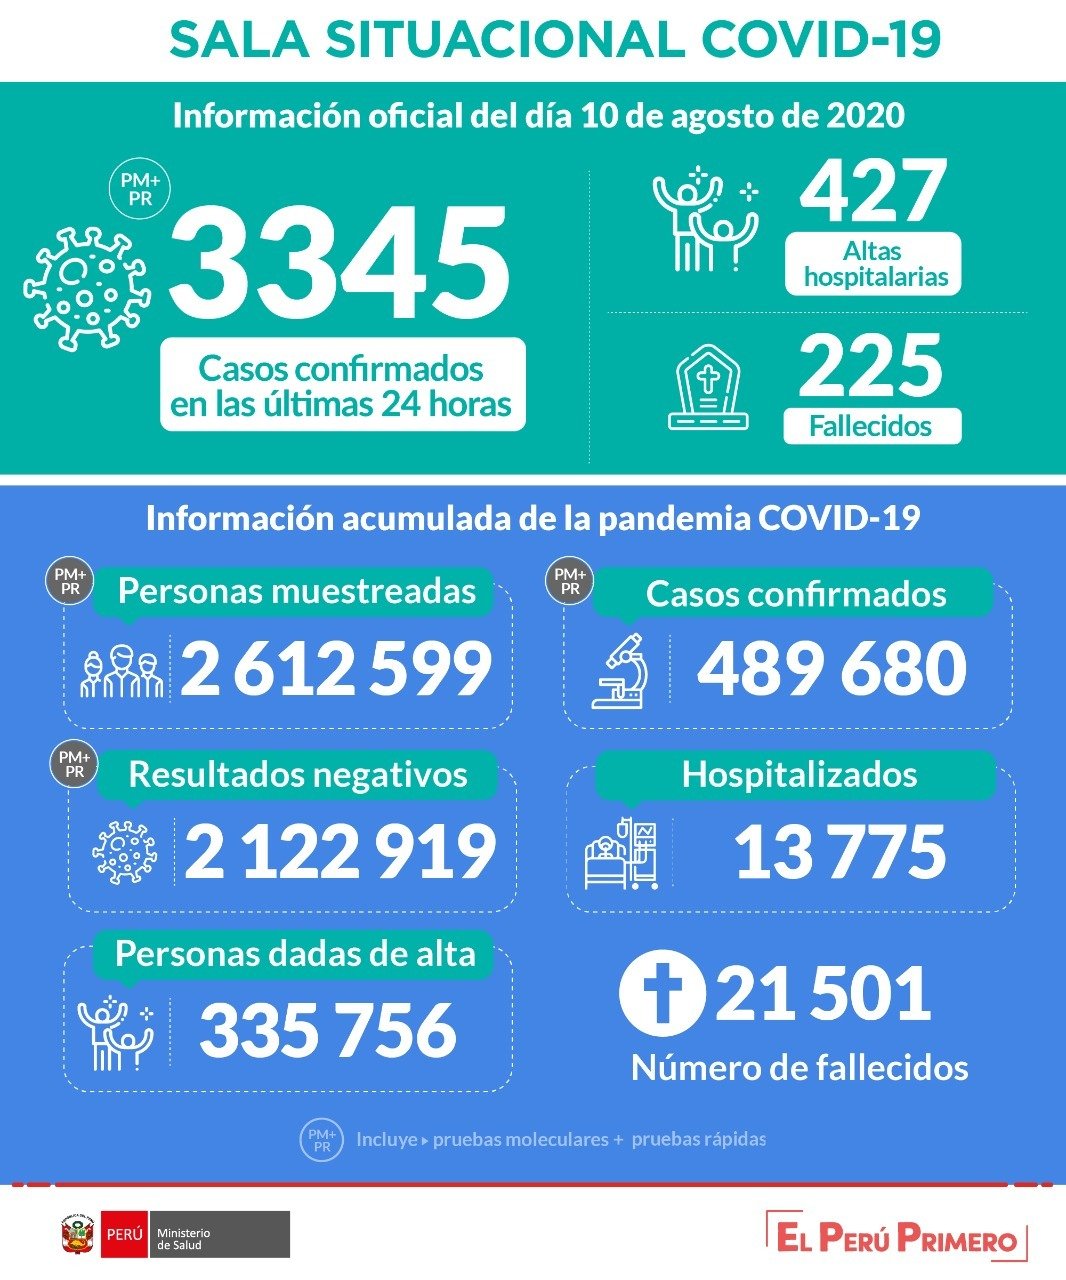 SALA SITUACIONAL COVID-19
Información oficial del día 10 de agosto de 2020
PM+
PR
3345
Casos confirmados
en las últimas 24 horas
427
Altas
hospitalarias
225
Fallecidos
Información acumulada de la pandemia COVID-19
PM+
PR
Personas muestreadas
2 612 599
PM+
PR
Casos confirmados
489 680
PM+
PR
Resultados negativos
2 122 919
Hospitalizados
13 775
Personas dadas de alta
335 756
21 501
Número de fallecidos
PM+
PR
Incluye ▸ pruebas moleculares + pruebas rápidas
PERÚ
Ministerio
de Salud
EL PERÚ PRIMERO